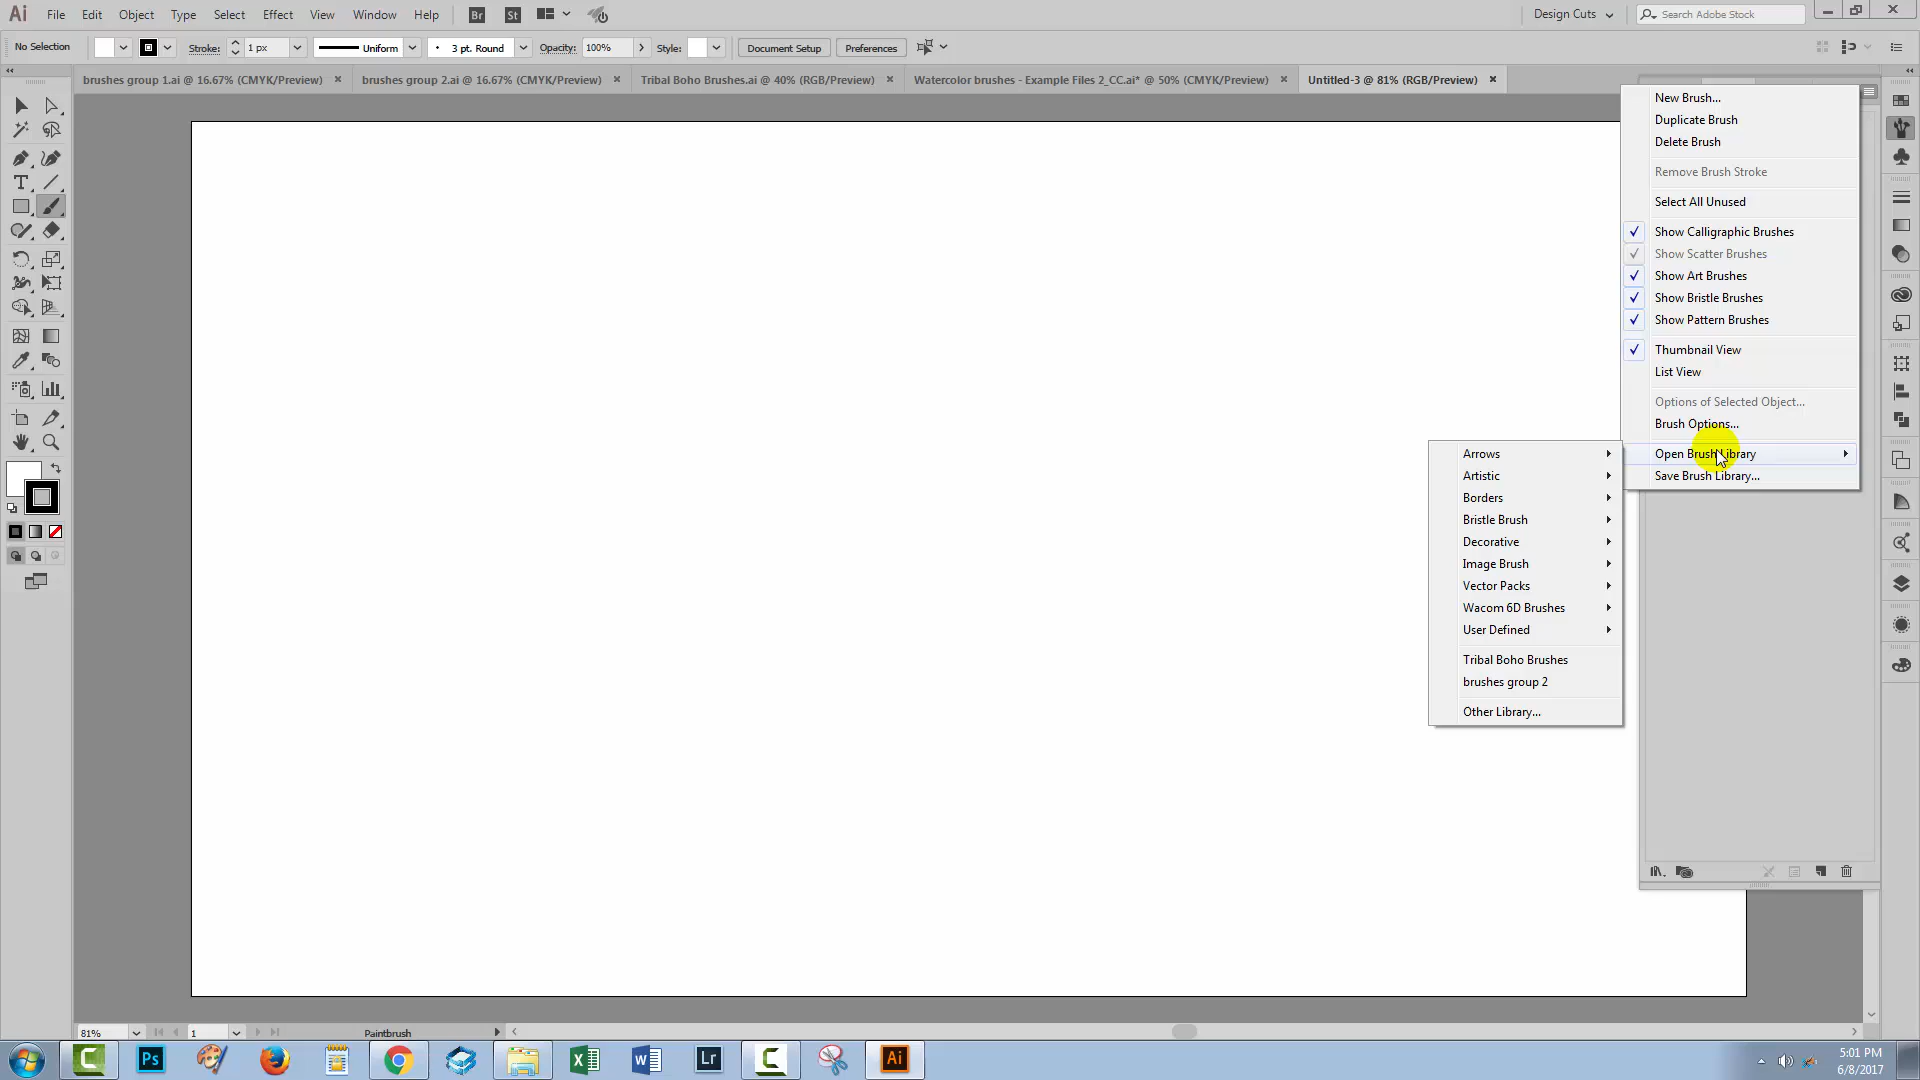 Ai File Edit Object Type Select Effect View Window Help Br St Design Cuts Search Adobe Stock
No Selection Stroke: 1 px Uniform 3 pt. Round Opacity: 100% Style: Document Setup Preferences
brushes group 1.ai @ 16.67% (CMYK/Preview) brushes group 2.ai @ 16.67% (CMYK/Preview) Tribal Boho Brushes.ai @ 40% (RGB/Preview) Watercolor brushes - Example Files 2_CC.ai* @ 50% (CMYK/Preview) Untitled-3 @ 81% (RGB/Preview)
New Brush...
Duplicate Brush
Delete Brush
Remove Brush Stroke
Select All Unused
Show Calligraphic Brushes
Show Scatter Brushes
Show Art Brushes
Show Bristle Brushes
Show Pattern Brushes
Thumbnail View
List View
Options of Selected Object...
Brush Options...
Open Brush Library
Save Brush Library...
Arrows
Artistic
Borders
Bristle Brush
Decorative
Image Brush
Vector Packs
Wacom 6D Brushes
User Defined
Tribal Boho Brushes
brushes group 2
Other Library...
81% 1 Paintbrush
Ps Lr Ai
5:01 PM
6/8/2017